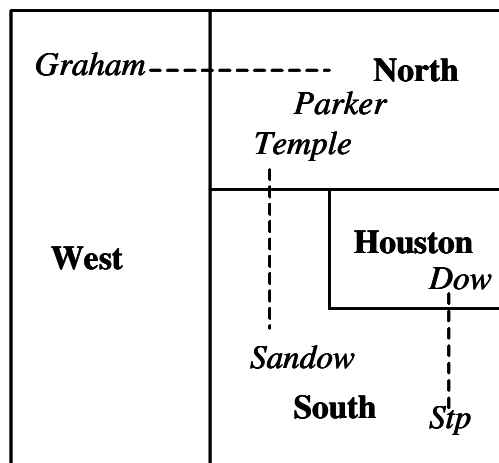 Graham
North
Parker
Temple
West
Houston
Dow
Sandow
South
Stp